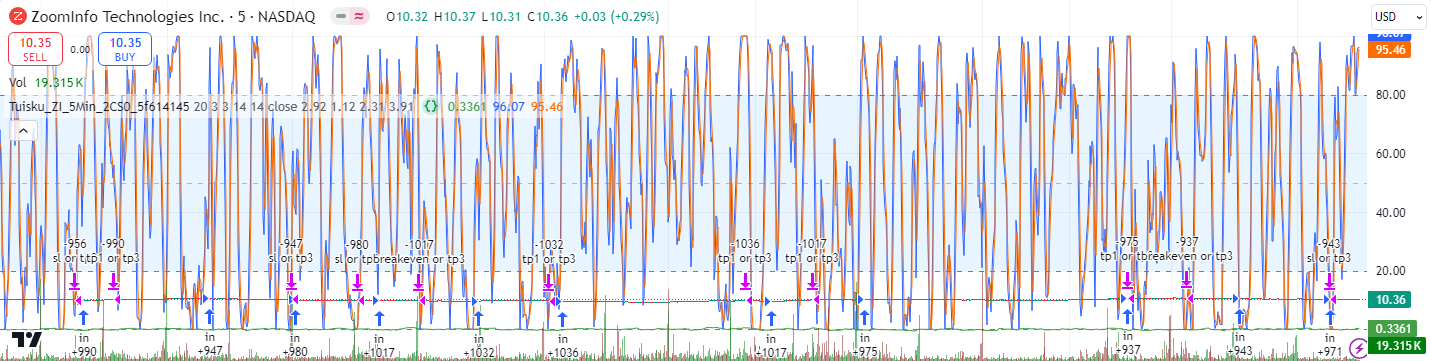 ZoomInfo Technologies Inc. · 5 · NASDAQ O10.32 H10.37 L10.31 C10.36 +0.03 (+0.29%)
USD
10.35 SELL
0.00
10.35 BUY
95.46
Vol 19.315K
Tuisku_ZI_5Min_2CS0_5f614145 20 3 3 14 14 close 2.92 1.12 2.31 3.91 {} 0.3361 96.07 95.46
80.00
60.00
40.00
20.00
-956
-990
sl or tp1 or tp3
-947
sl or tp3
-980
-1017
sl or tpbreakeven or tp3
-1032
tp1 or tp3
-1036
tp1 or tp3
-1017
tp1 or tp3
-975
-937
tp1 or tbreakeven or tp3
-943
sl or tp3
10.36
0.3361
19.315K
in +990
in +947
in +980
in +1017
in +1032
in +1036
in +1017
in +975
in +937
in +943
in +971